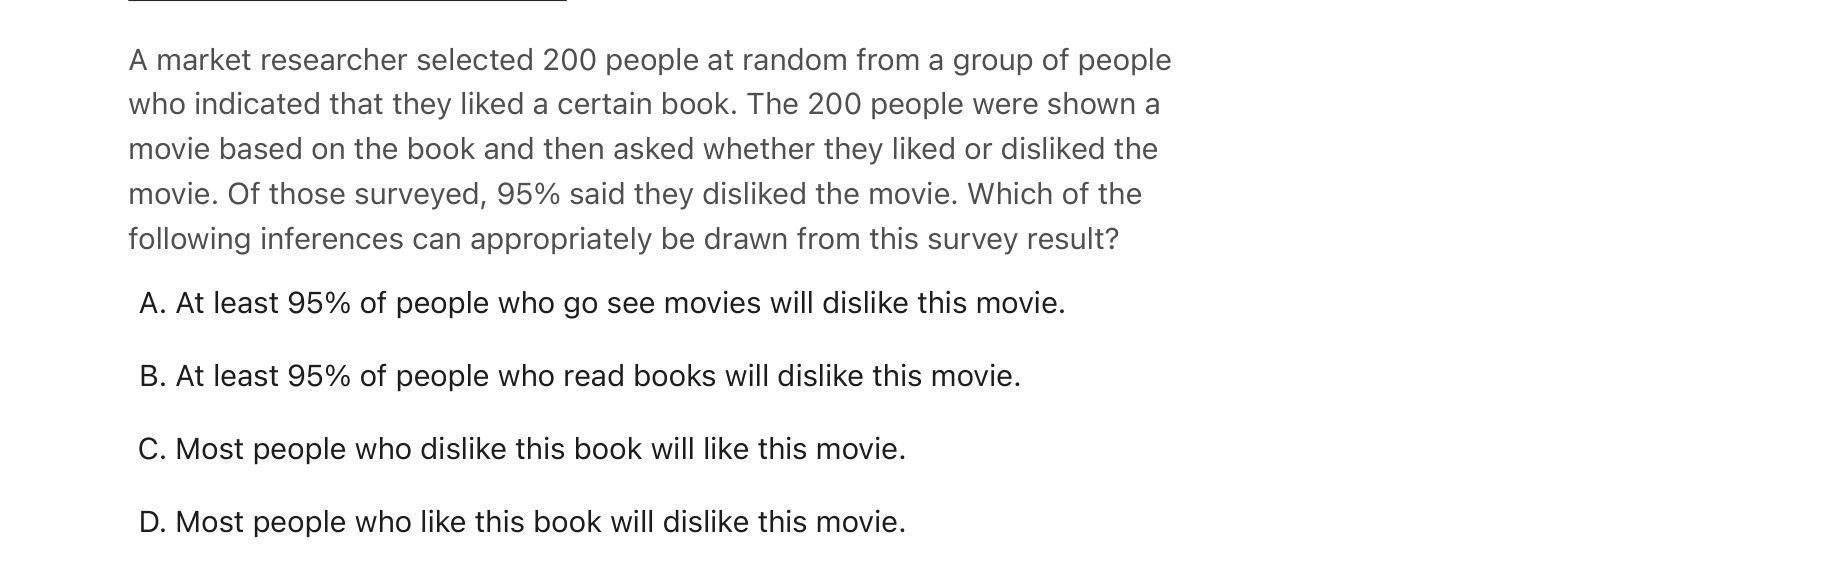 A market researcher selected 200 people at random from a group of people
who indicated that they liked a certain book. The 200 people were shown a
movie based on the book and then asked whether they liked or disliked the
movie. Of those surveyed, 95% said they disliked the movie. Which of the
following inferences can appropriately be drawn from this survey result?
A. At least 95% of people who go see movies will dislike this movie.
B. At least 95% of people who read books will dislike this movie.
C. Most people who dislike this book will like this movie.
D. Most people who like this book will dislike this movie.